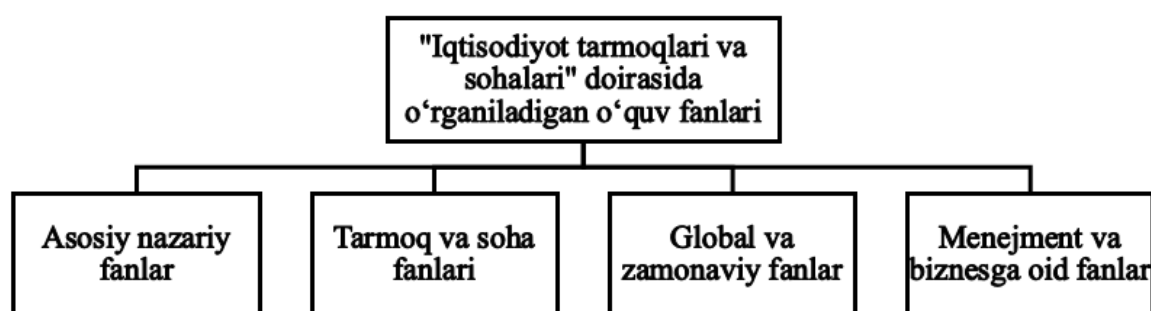 "Iqtisodiyot tarmoqlari va
sohalari" doirasida
o‘rganiladigan o‘quv fanlari
Asosiy nazariy
fanlar
Tarmoq va soha
fanlari
Global va
zamonaviy fanlar
Menejment va
biznesga oid fanlar